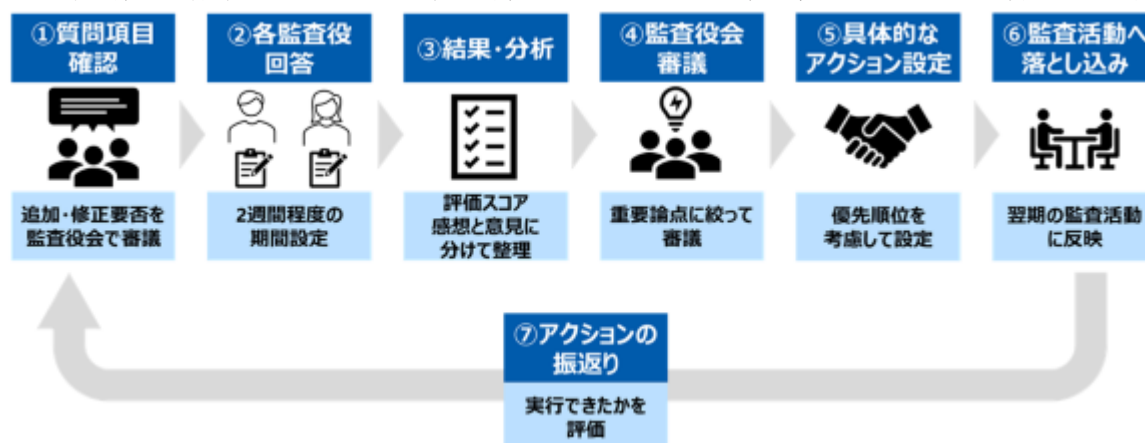 ①質問項目
確認
追加・修正要否を
監査役会で審議
②各監査役
回答
2週間程度の
期間設定
③結果・分析
評価スコア
感想と意見に
分けて整理
④監査役会
審議
重要論点に絞って
審議
⑤具体的な
アクション設定
優先順位を
考慮して設定
⑥監査活動へ
落とし込み
翌期の監査活動
に反映
⑦アクションの
振返り
実行できたかを
評価